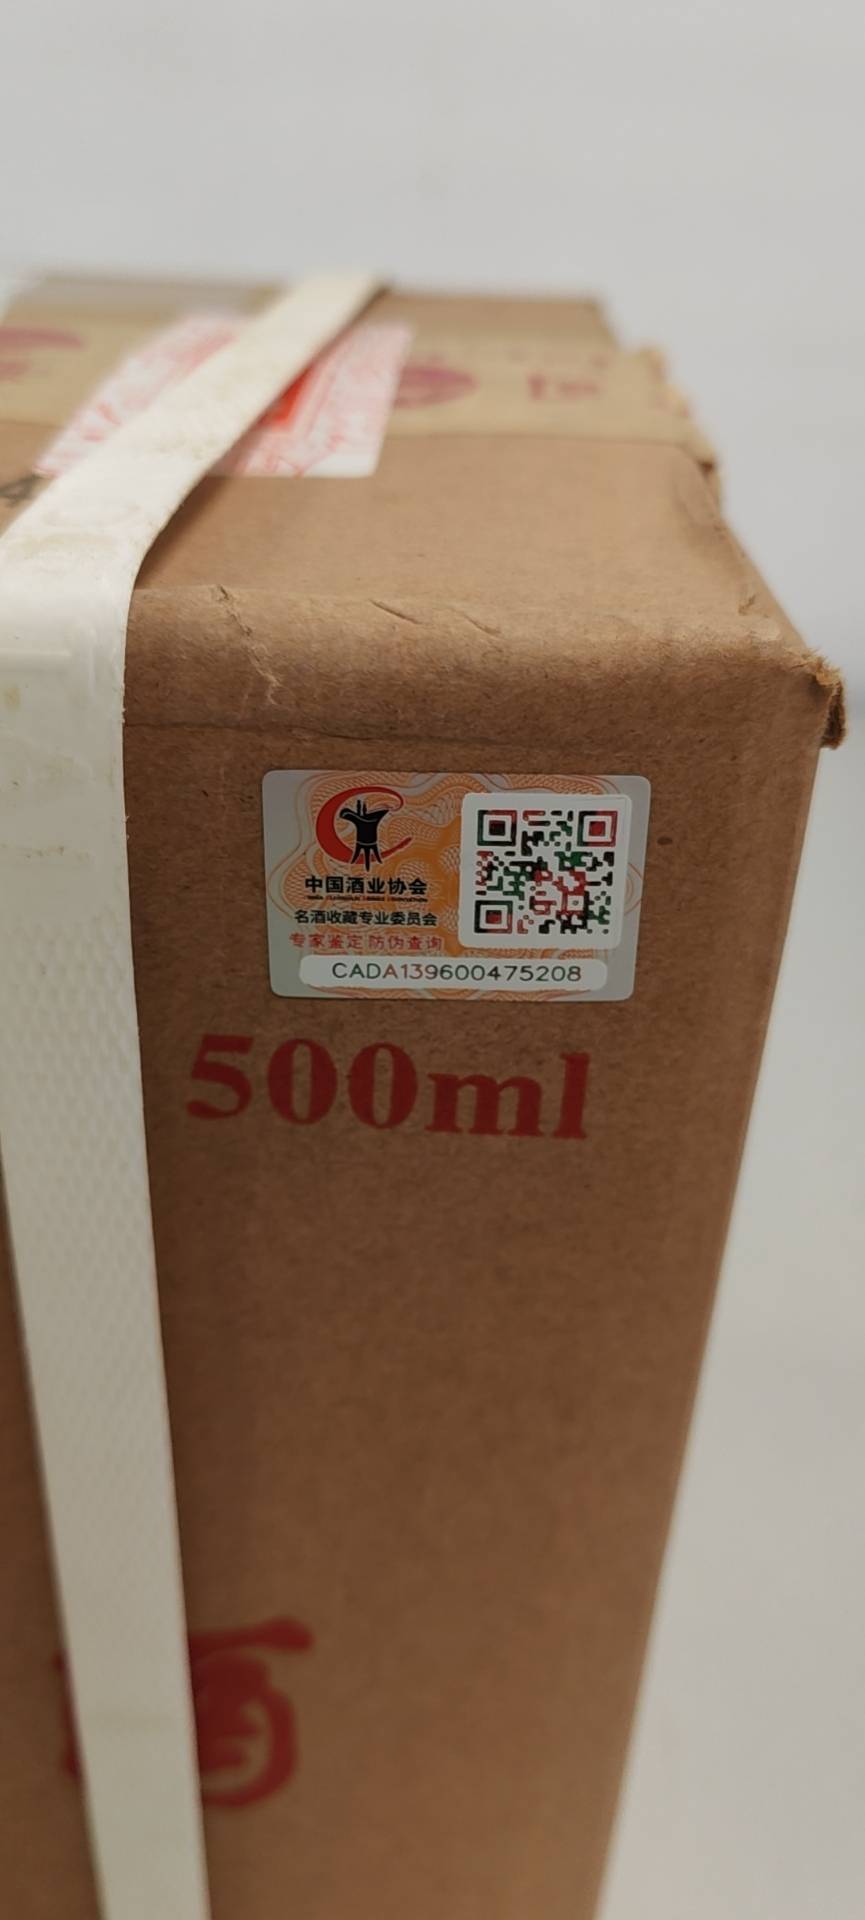 中国酒业协会
名酒收藏专业委员会
专家鉴定 防伪查询
CADA139600475208
500ml
酒